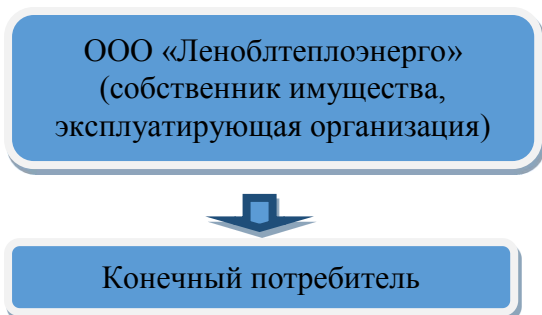 ООО «Леноблтеплоэнерго»
(собственник имущества,
эксплуатирующая организация)
Конечный потребитель